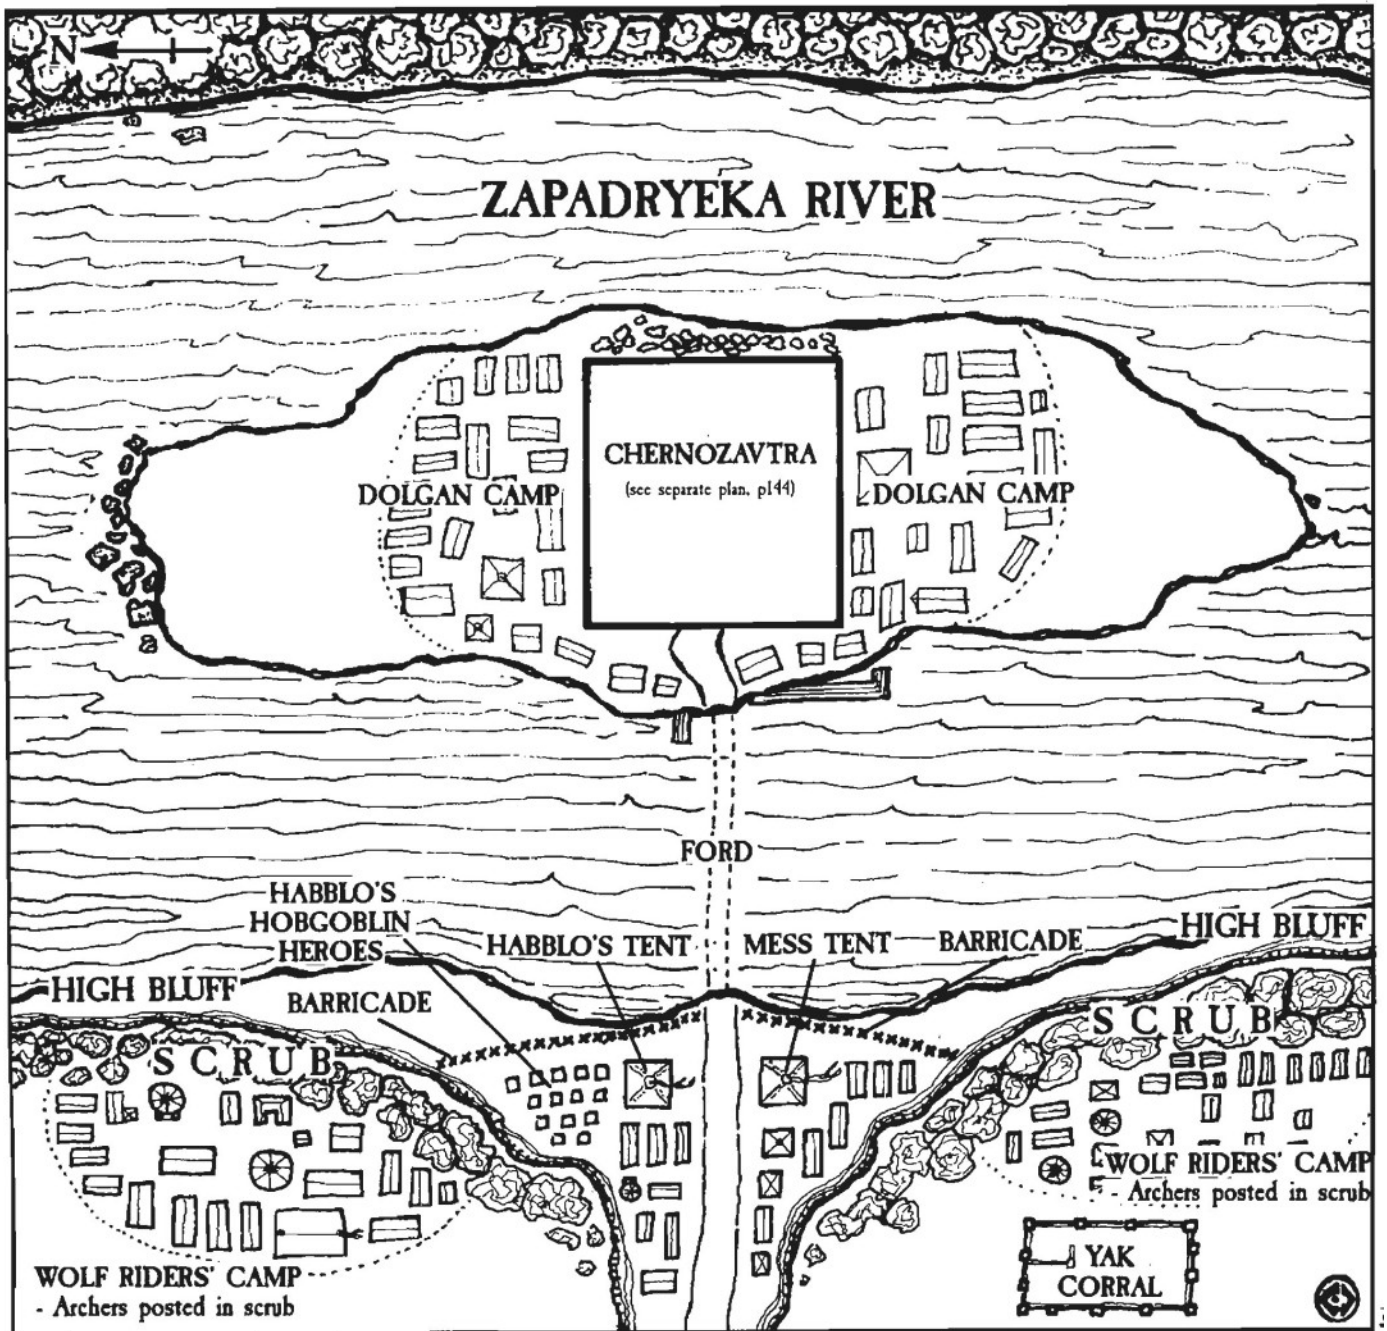 N
ZAPADRYEKA RIVER
CHERNOZAVTRA
(see separate plan, p144)
DOLGAN CAMP
DOLGAN CAMP
FORD
HABBLO'S
HOBGOBLIN
HEROES
HABBLO'S TENT
MESS TENT
BARRICADE
HIGH BLUFF
HIGH BLUFF
BARRICADE
SCRUB
SCRUB
WOLF RIDERS' CAMP
- Archers posted in scrub
YAK
CORRAL
WOLF RIDERS' CAMP
- Archers posted in scrub